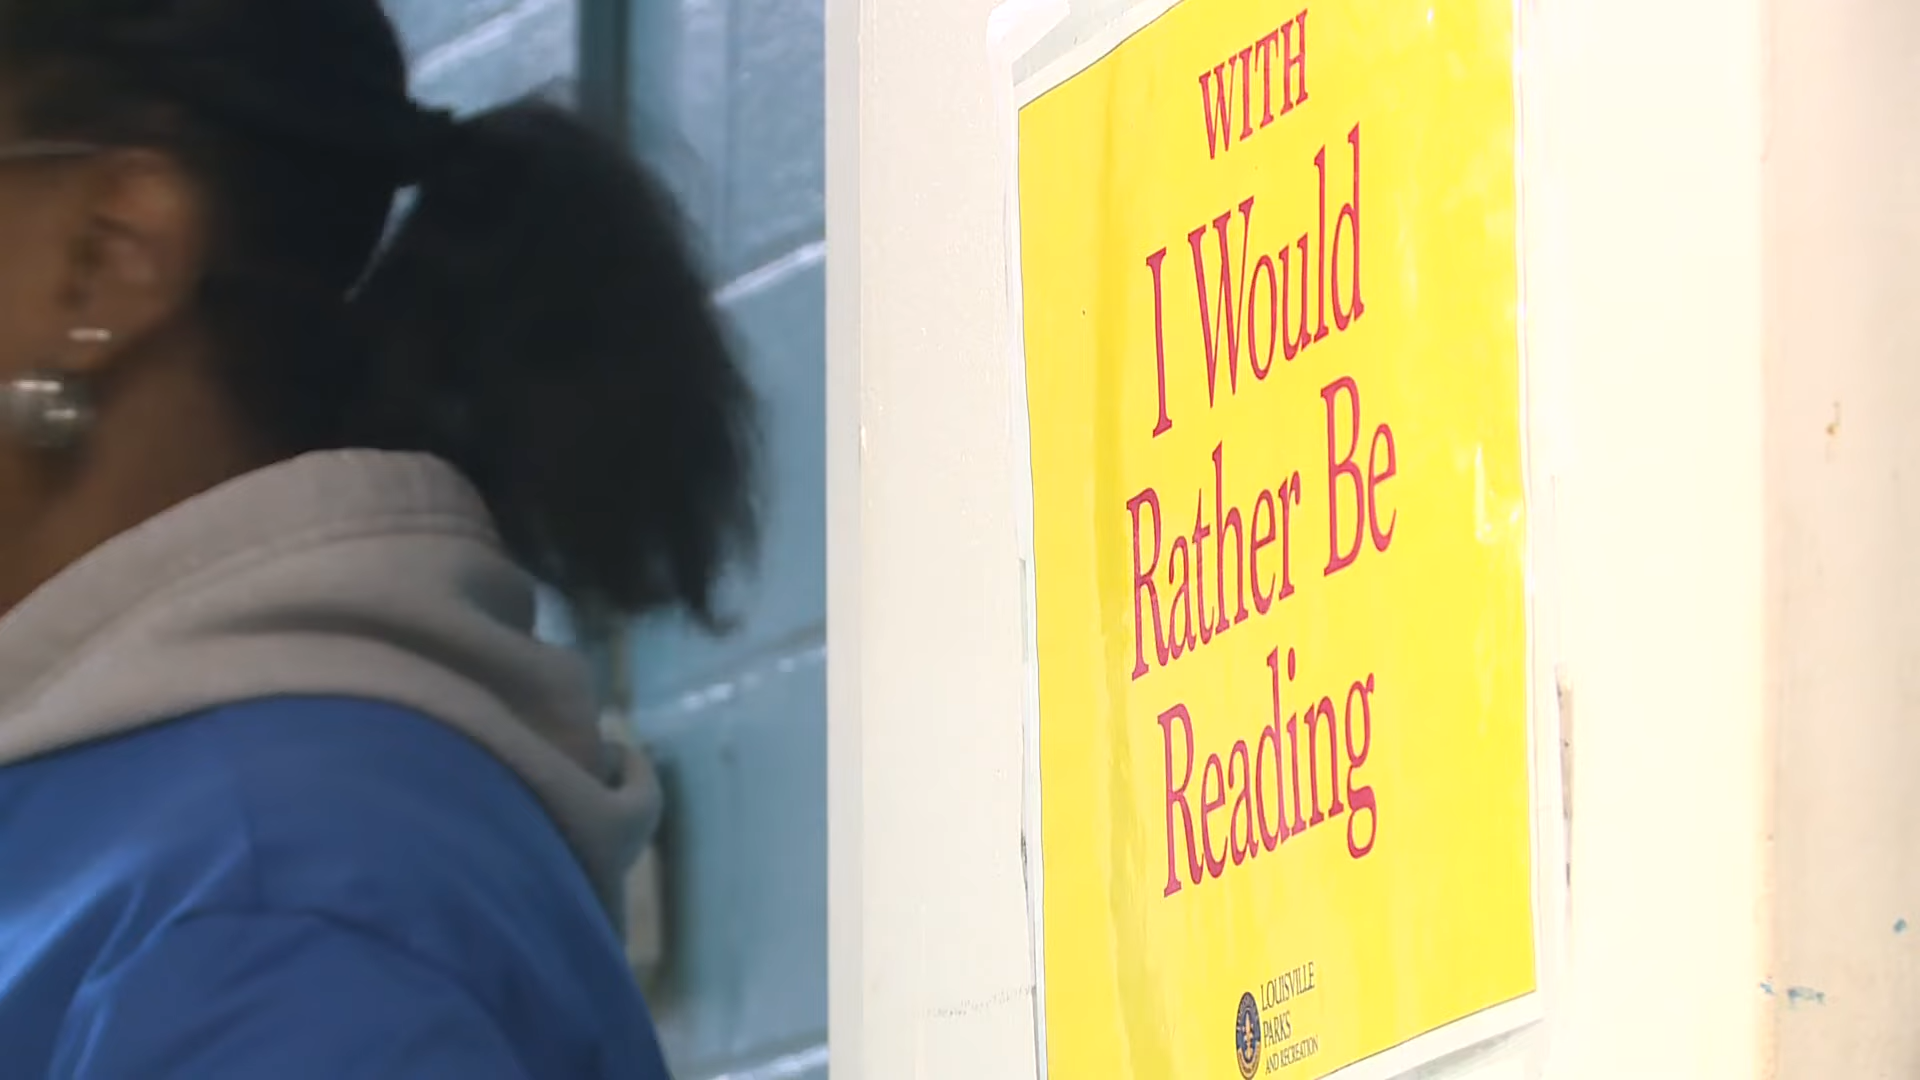 WITH
I Would
Rather Be
Reading
LOUISVILLE
PARKS
AND RECREATION